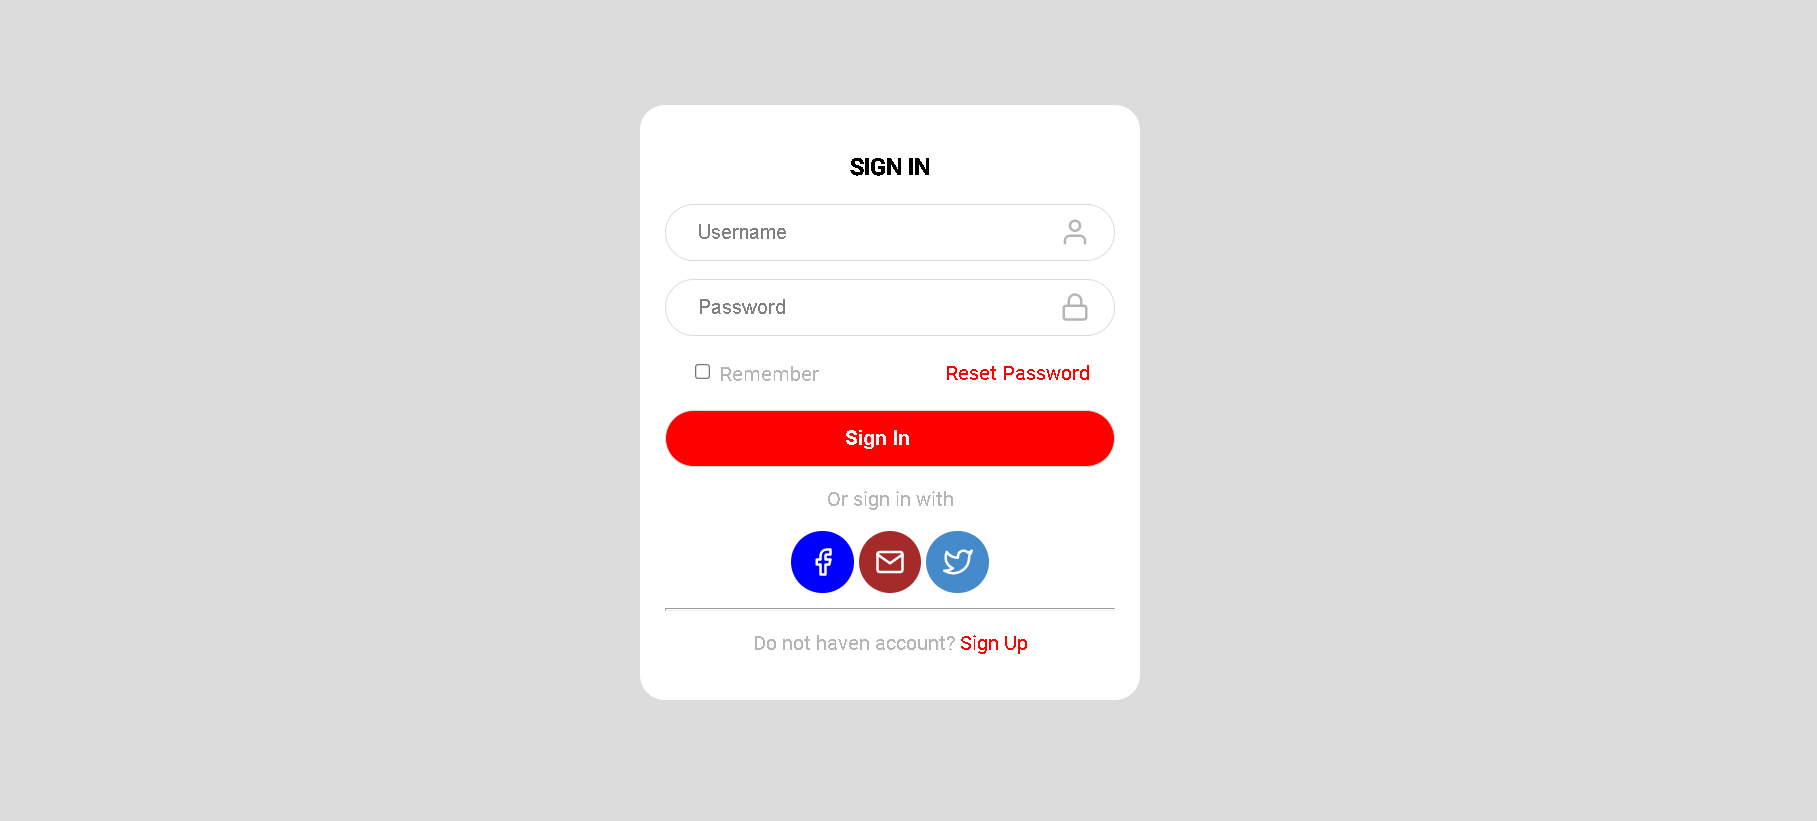 SIGN IN
Username
Password
Remember Reset Password
Sign In
Or sign in with
Do not haven account? Sign Up